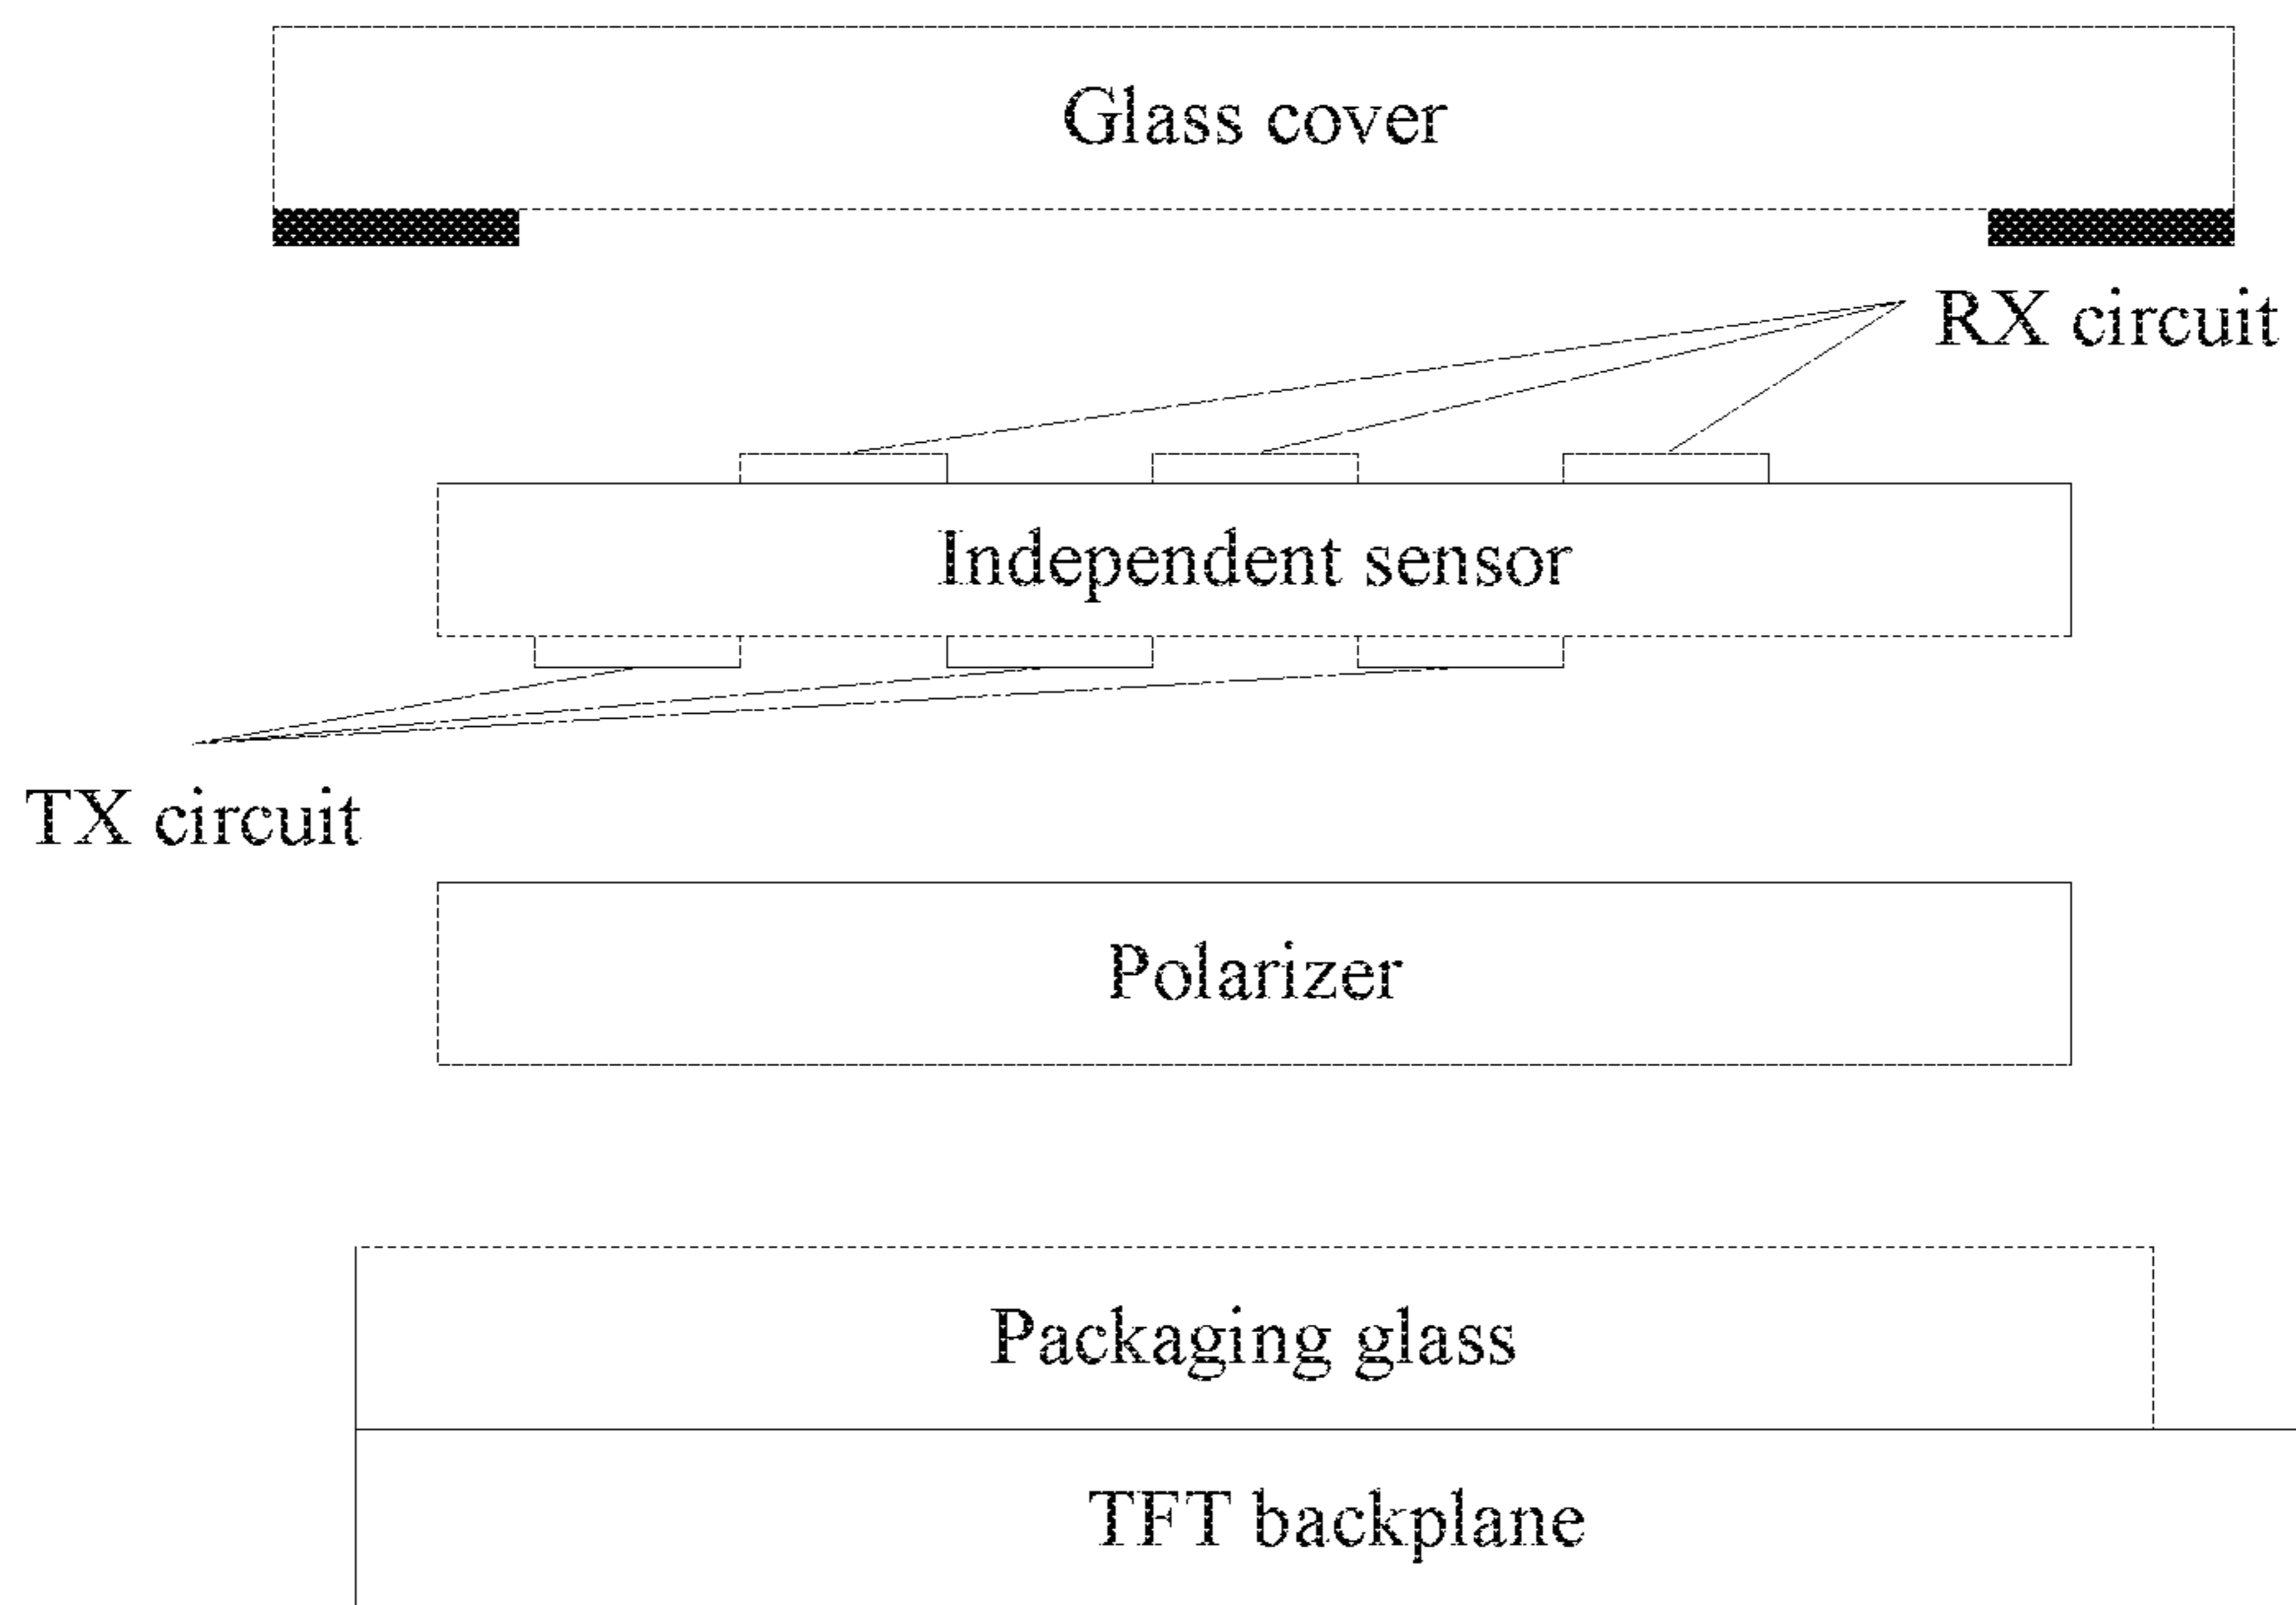 Glass cover
RX circuit
Independent sensor
TX circuit
Polarizer
Packaging glass
TFT backplane